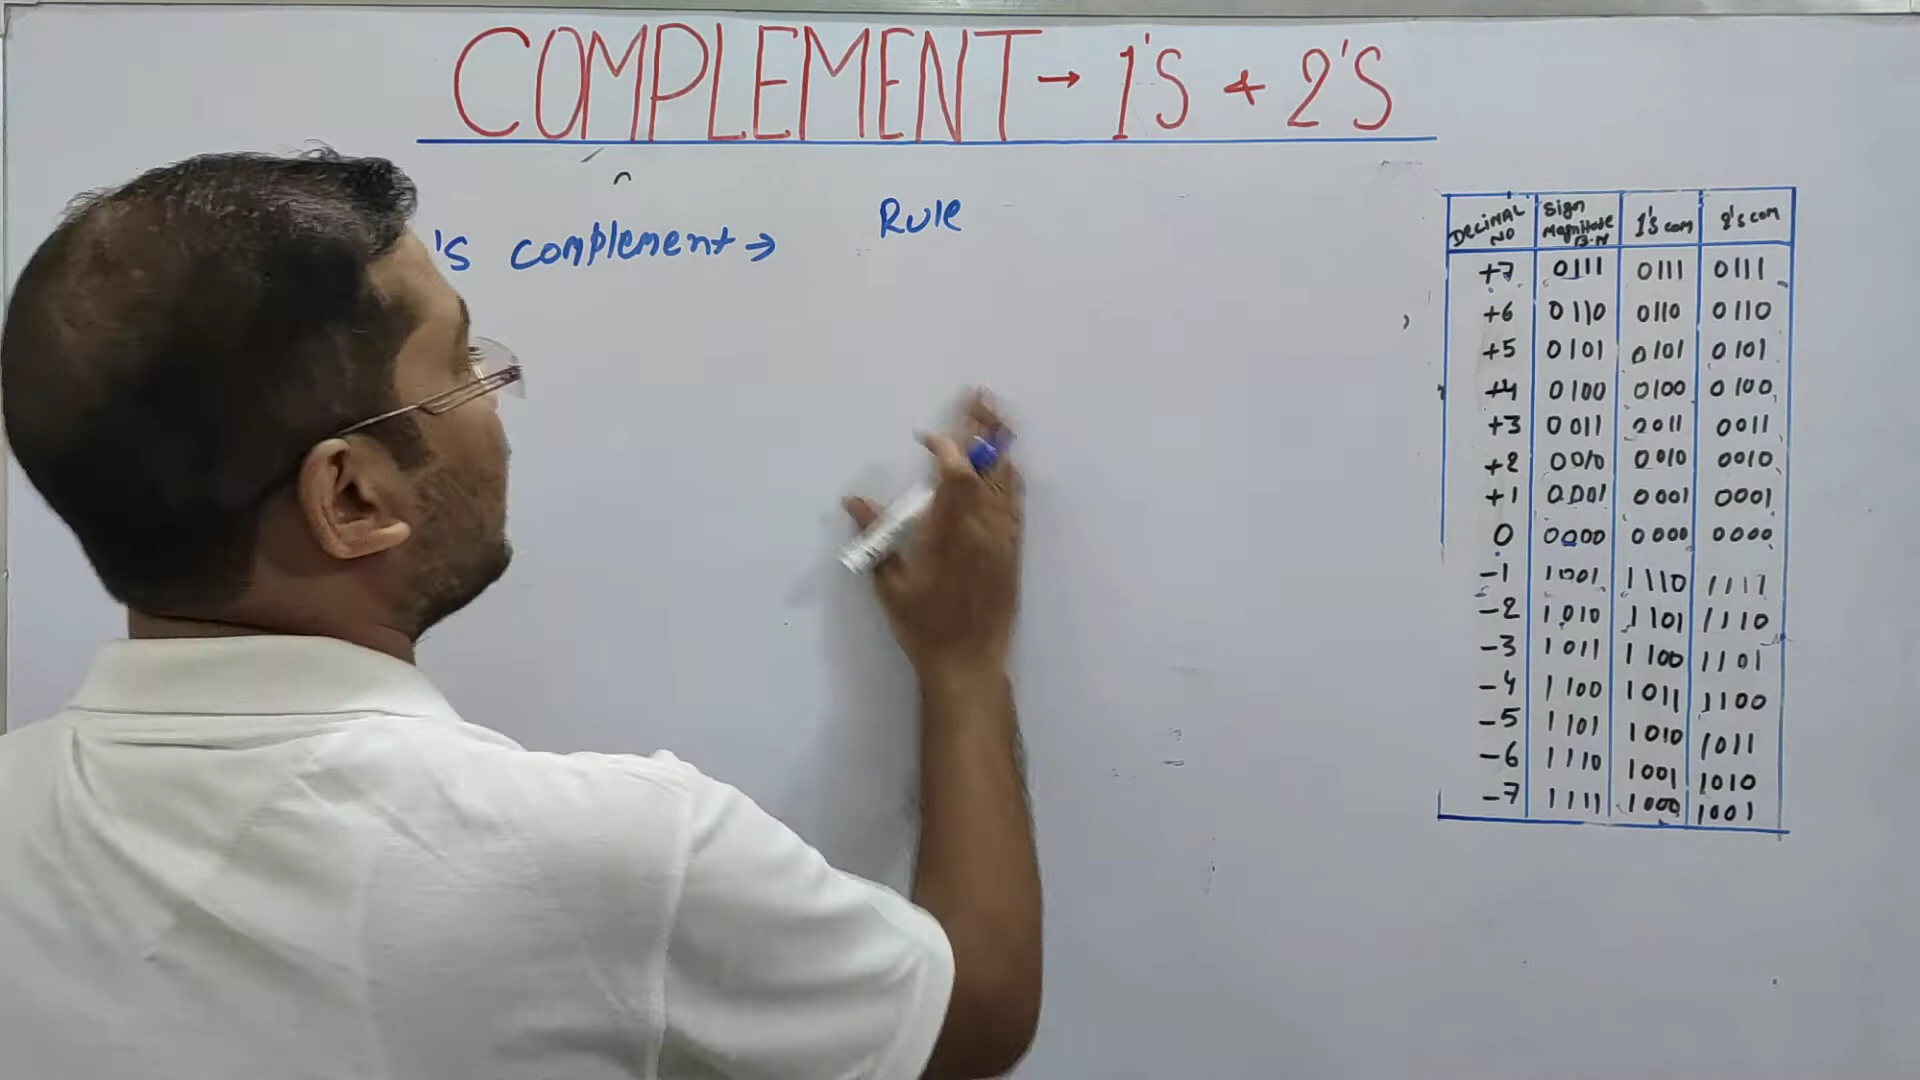 COMPLEMENT → 1'S + 2'S
's complement →
Rule
DECIMAL NO Sign Magnitude B.N 1's com 2's com
+7 0111 0111 0111
+6 0110 0110 0110
+5 0101 0101 0101
+4 0100 0100 0100
+3 0011 2011 0011
+2 0010 0010 0010
+1 0001 0001 0001
0 0000 0000 0000
-1 1001 1110 1111
-2 1010 1101 1110
-3 1011 1100 1101
-4 1100 1011 1100
-5 1101 1010 1011
-6 1110 1001 1010
-7 1111 1000 1001